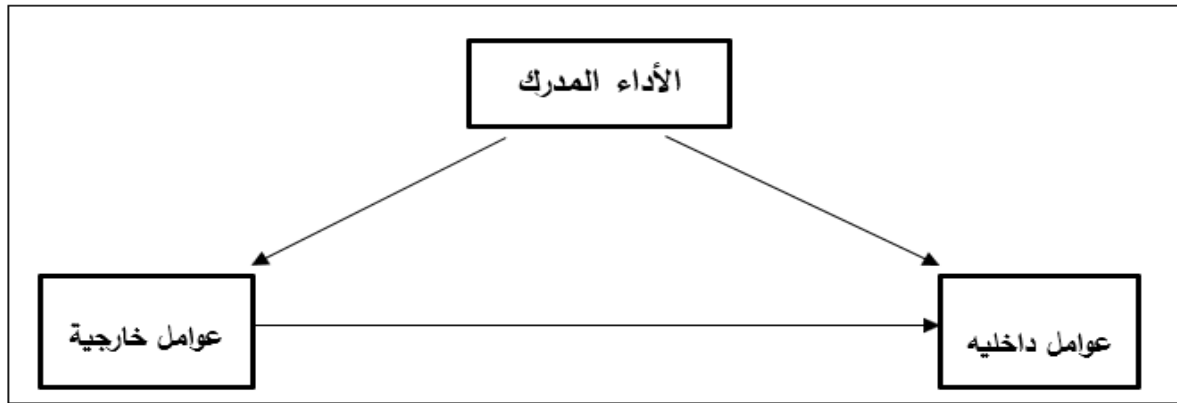 الأداء المدرك
عوامل خارجية
عوامل داخليه